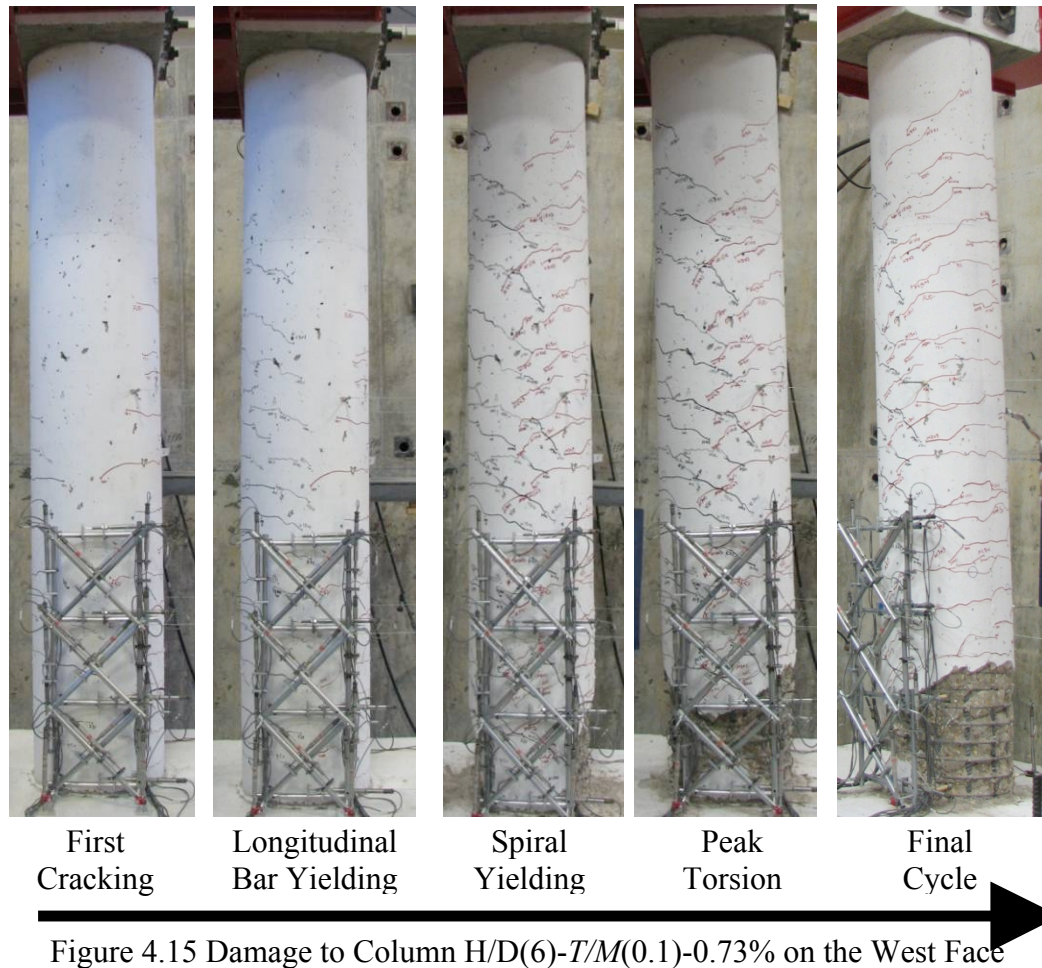 First
Cracking
Longitudinal
Bar Yielding
Spiral
Yielding
Peak
Torsion
Final
Cycle
Figure 4.15 Damage to Column H/D(6)-T/M(0.1)-0.73% on the West Face